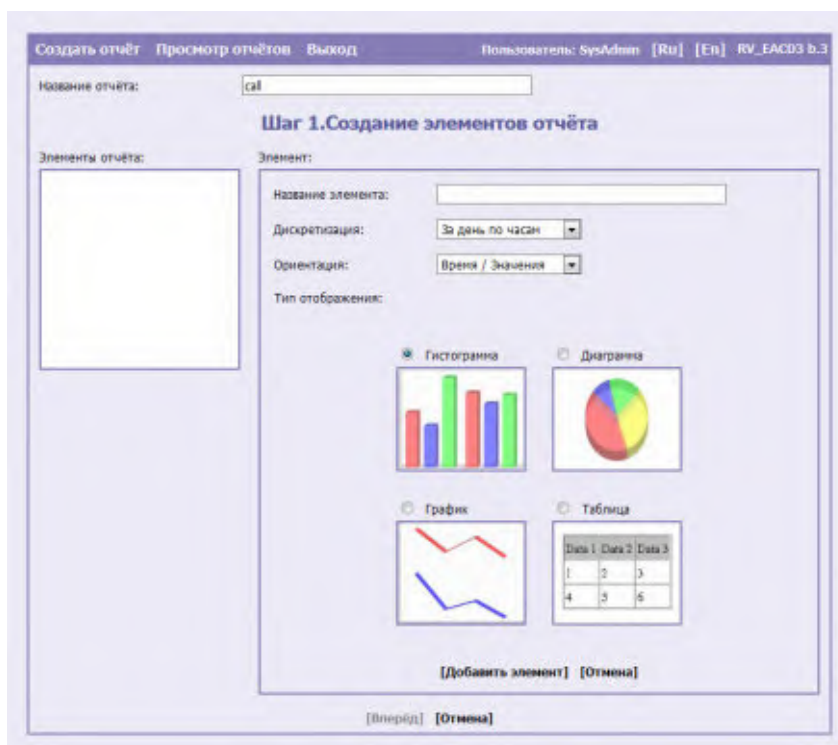 Создать отчёт Просмотр отчётов Выход Пользователь: SysAdmin [Ru] [En] RV_EACD3 b.3
Название отчёта: call
Шаг 1.Создание элементов отчёта
Элементы отчёта: Элемент:
Название элемента:
Дискретизация: За день по часам
Ориентация: Время / Значения
Тип отображения:
Гистограмма Диаграмма
График Таблица
Data 1 Data 2 Data 3
1 2 3
4 5 6
[Добавить элемент] [Отмена]
[Вперёд] [Отмена]